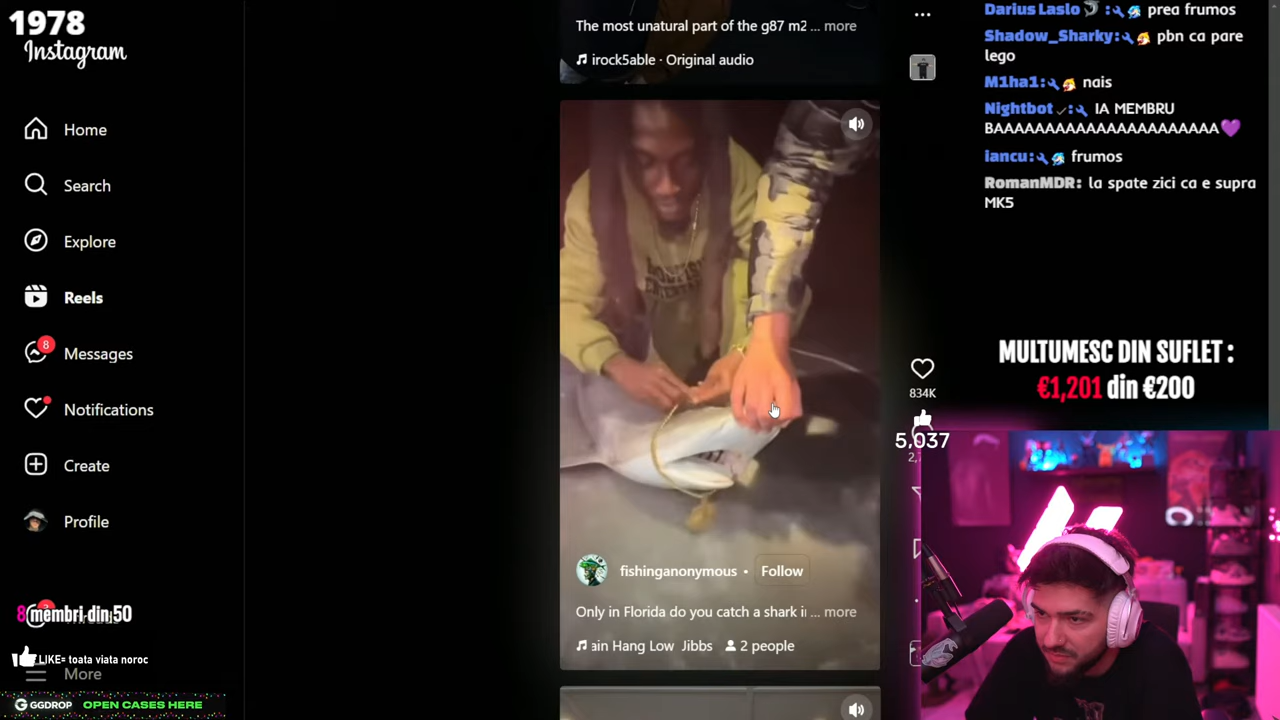 1978
Instagram
Home
Search
Explore
Reels
8
Messages
Notifications
Create
Profile
8 membri din 50
LIKE= toata viata noroc
More
GGDROP OPEN CASES HERE
The most unatural part of the g87 m2 ... more
irock5able · Original audio
fishinganonymous • Follow
Only in Florida do you catch a shark i ... more
ain Hang Low Jibbs 2 people
834K
5,037
Darius Laslo : prea frumos
Shadow_Sharky: pbn ca pare
lego
M1ha1: nais
Nightbot : IA MEMBRU
BAAAAAAAAAAAAAAAAAAAA
iancu: frumos
RomanMDR: la spate zici ca e supra
MK5
MULTUMESC DIN SUFLET :
€1,201 din €200